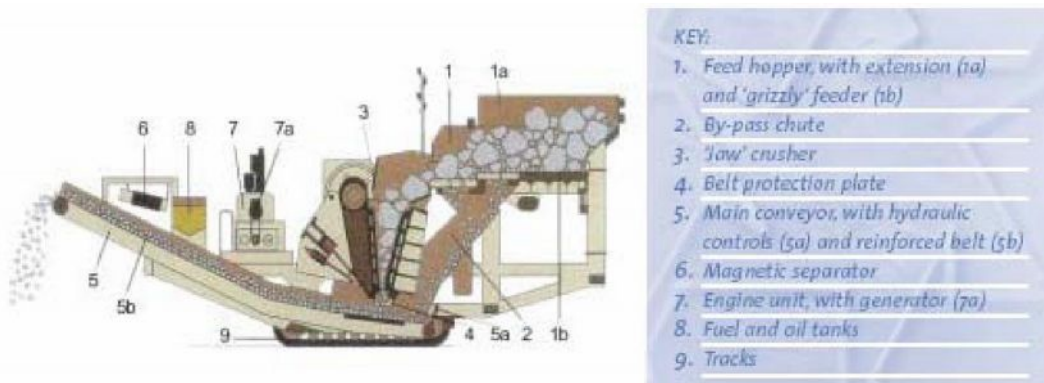 1
1a
3
6
8
7
7a
5
5b
9
4
5a
2
1b
KEY:
1. Feed hopper, with extension (1a)
and 'grizzly' feeder (1b)
2. By-pass chute
3. 'Jaw' crusher
4. Belt protection plate
5. Main conveyor, with hydraulic
controls (5a) and reinforced belt (5b)
6. Magnetic separator
7. Engine unit, with generator (7a)
8. Fuel and oil tanks
9. Tracks